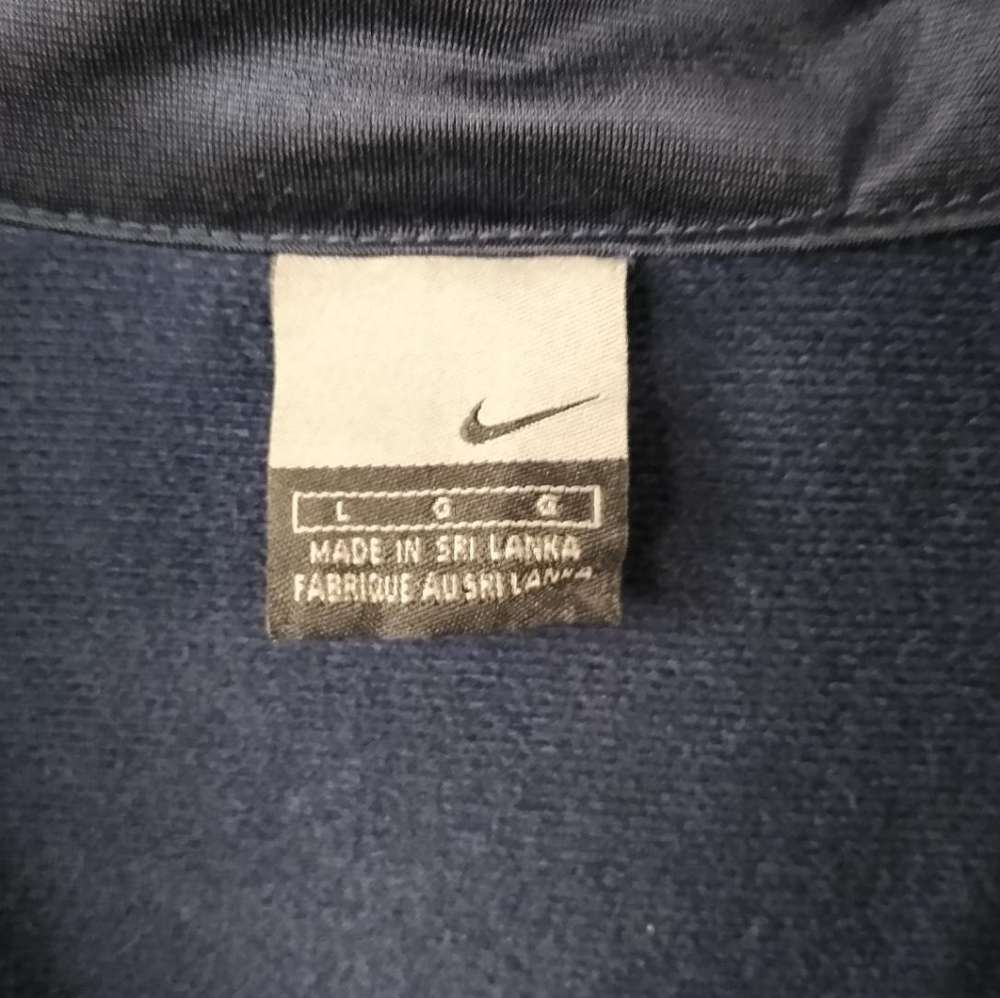 L G G
MADE IN SRI LANKA
FABRIQUE AU SRI LANKA